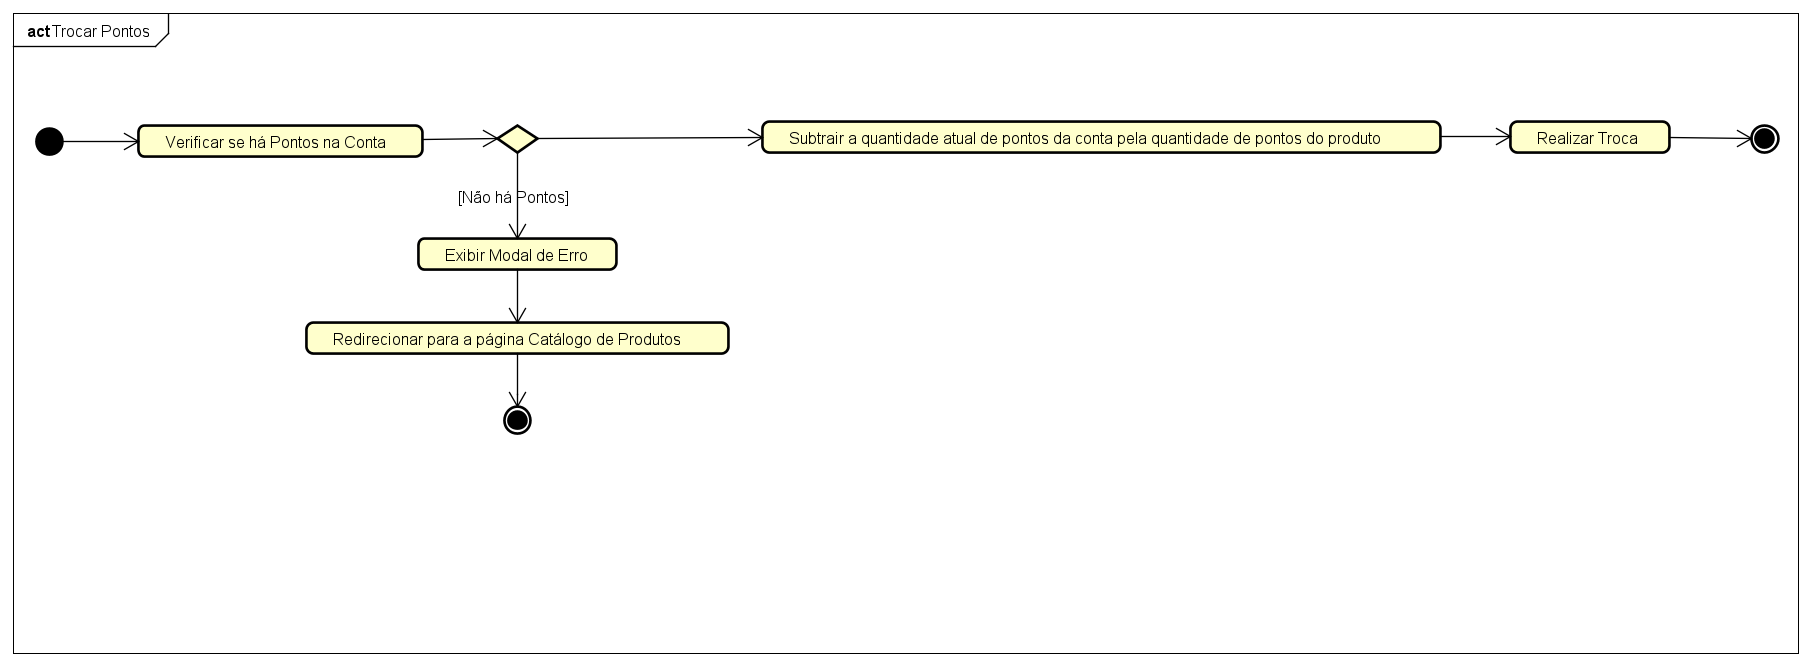 act Trocar Pontos
Verificar se há Pontos na Conta
Subtrair a quantidade atual de pontos da conta pela quantidade de pontos do produto
Realizar Troca
[Não há Pontos]
Exibir Modal de Erro
Redirecionar para a página Catálogo de Produtos